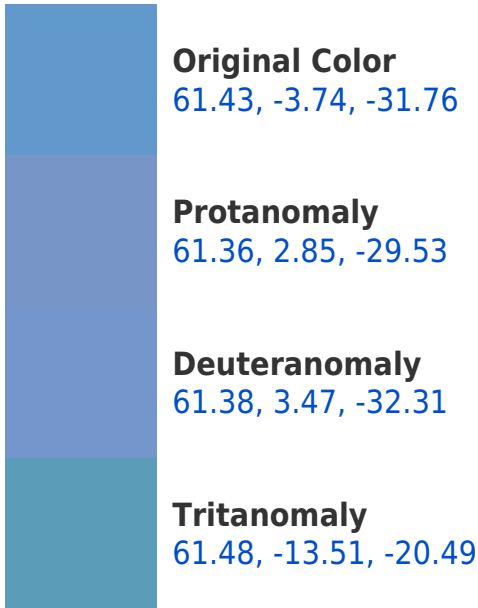 Original Color
61.43, -3.74, -31.76
Protanomaly
61.36, 2.85, -29.53
Deuteranomaly
61.38, 3.47, -32.31
Tritanomaly
61.48, -13.51, -20.49